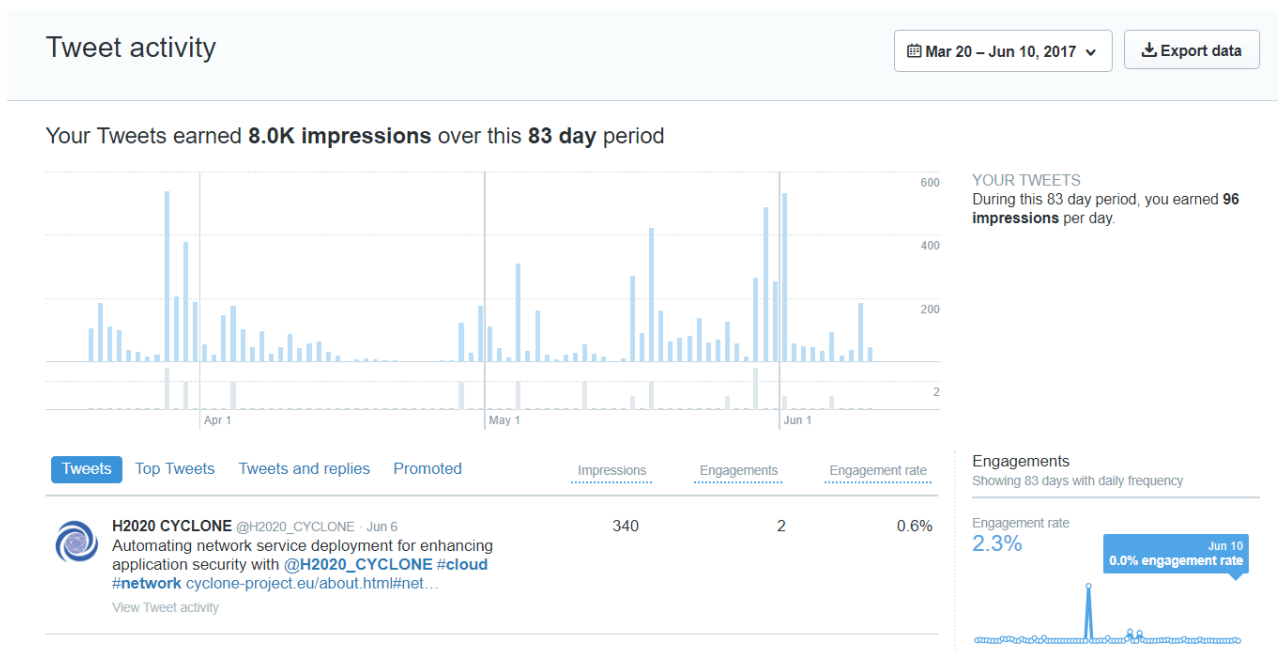 Tweet activity
Mar 20 – Jun 10, 2017
Export data
Your Tweets earned 8.0K impressions over this 83 day period
600
400
200
2
Apr 1
May 1
Jun 1
YOUR TWEETS
During this 83 day period, you earned 96
impressions per day.
Tweets
Top Tweets
Tweets and replies
Promoted
Impressions
Engagements
Engagement rate
H2020 CYCLONE @H2020_CYCLONE · Jun 6
Automating network service deployment for enhancing
application security with @H2020_CYCLONE #cloud
#network cyclone-project.eu/about.html#net…
View Tweet activity
340
2
0.6%
Engagements
Showing 83 days with daily frequency
Engagement rate
2.3%
Jun 10
0.0% engagement rate